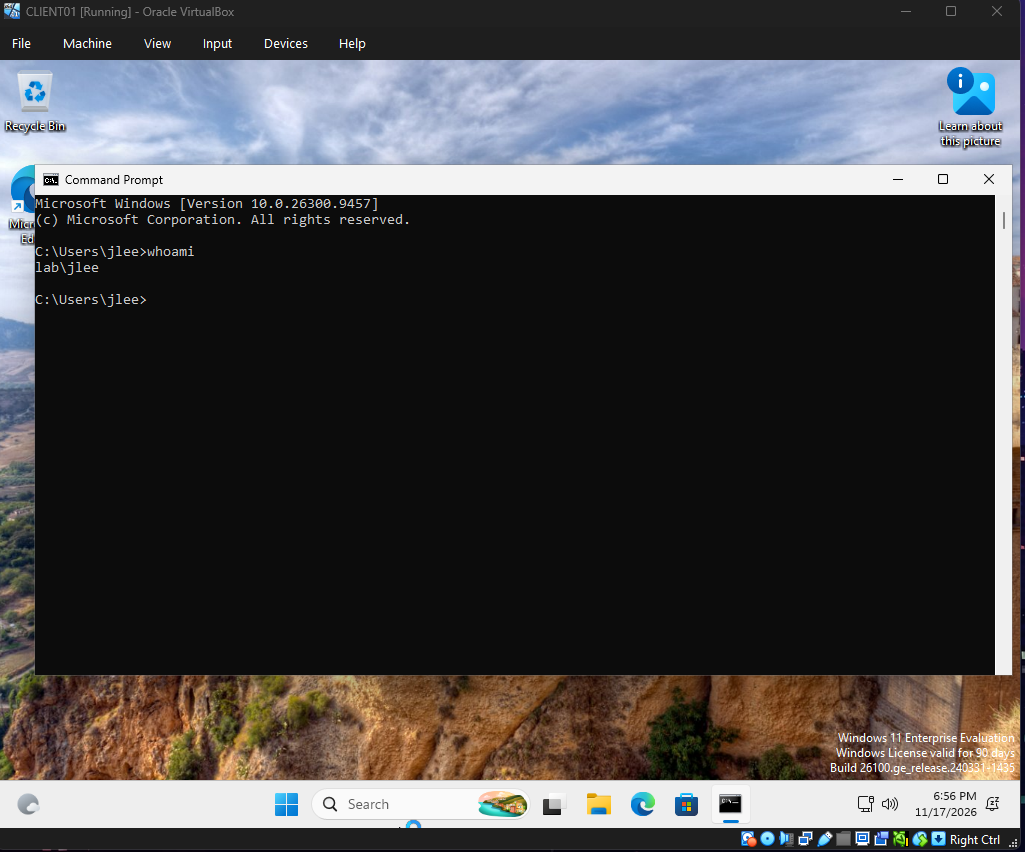 CLIENT01 [Running] - Oracle VirtualBox
File Machine View Input Devices Help
Recycle Bin
Learn about
this picture
Command Prompt
Microsoft Windows [Version 10.0.26300.9457]
(c) Microsoft Corporation. All rights reserved.
C:\Users\jlee>whoami
lab\jlee
C:\Users\jlee>
Windows 11 Enterprise Evaluation
Windows License valid for 90 days
Build 26100.ge_release.240331-1435
Search
6:56 PM
11/17/2026
Right Ctrl